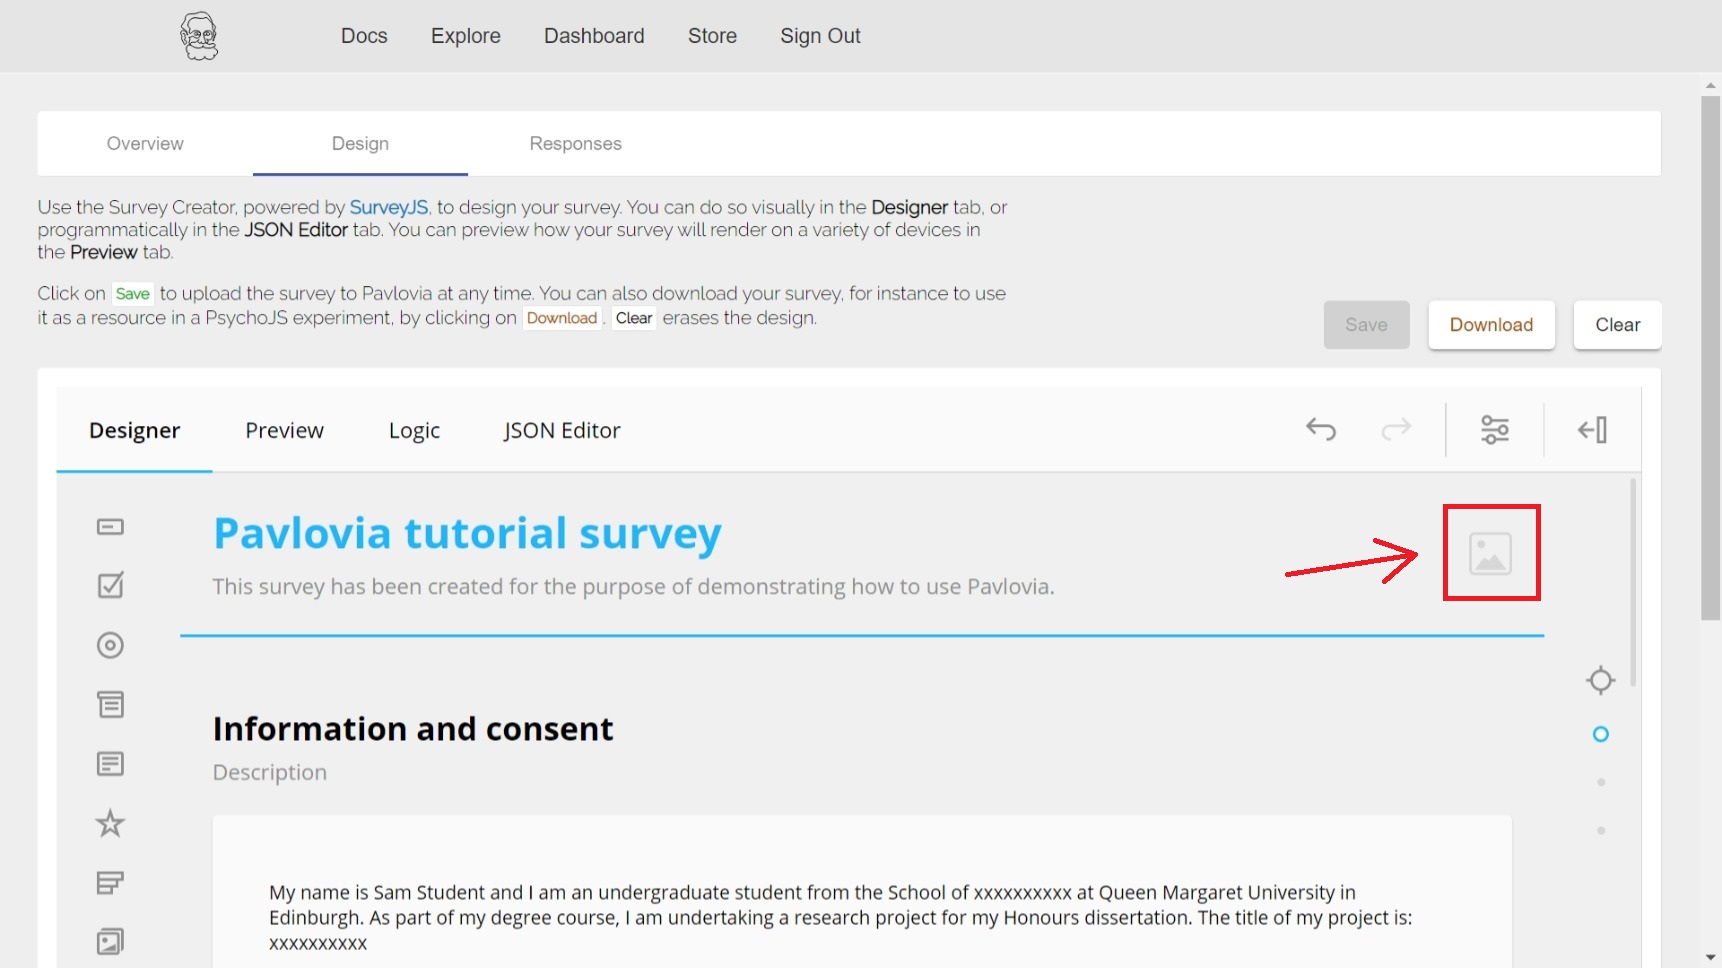 Docs Explore Dashboard Store Sign Out
Overview Design Responses
Use the Survey Creator, powered by SurveyJS, to design your survey. You can do so visually in the Designer tab, or
programmatically in the JSON Editor tab. You can preview how your survey will render on a variety of devices in
the Preview tab.
Click on Save to upload the survey to Pavlovia at any time. You can also download your survey, for instance to use
it as a resource in a PsychoJS experiment, by clicking on Download. Clear erases the design.
Save Download Clear
Designer Preview Logic JSON Editor
Pavlovia tutorial survey
This survey has been created for the purpose of demonstrating how to use Pavlovia.
Information and consent
Description
My name is Sam Student and I am an undergraduate student from the School of xxxxxxxxxx at Queen Margaret University in
Edinburgh. As part of my degree course, I am undertaking a research project for my Honours dissertation. The title of my project is:
xxxxxxxxxx